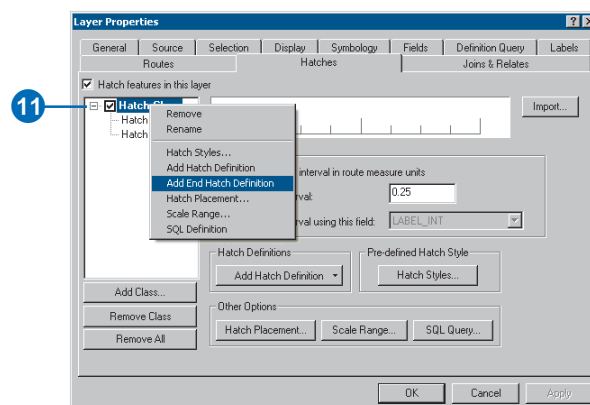 Layer Properties
General Source Selection Display Symbology Fields Definition Query Labels
Routes Hatches Joins & Relates
Hatch features in this layer
11
Hatch
Import...
Hatch
Hatch
Remove
Rename
Hatch Styles...
Add Hatch Definition
Add End Hatch Definition
Hatch Placement...
Scale Range...
SQL Definition
interval in route measure units
0.25
using this field: LABEL_INT
Hatch Definitions
Add Hatch Definition
Pre-defined Hatch Style
Hatch Styles...
Add Class...
Remove Class
Remove All
Other Options
Hatch Placement... Scale Range... SQL Query...
OK Cancel Apply